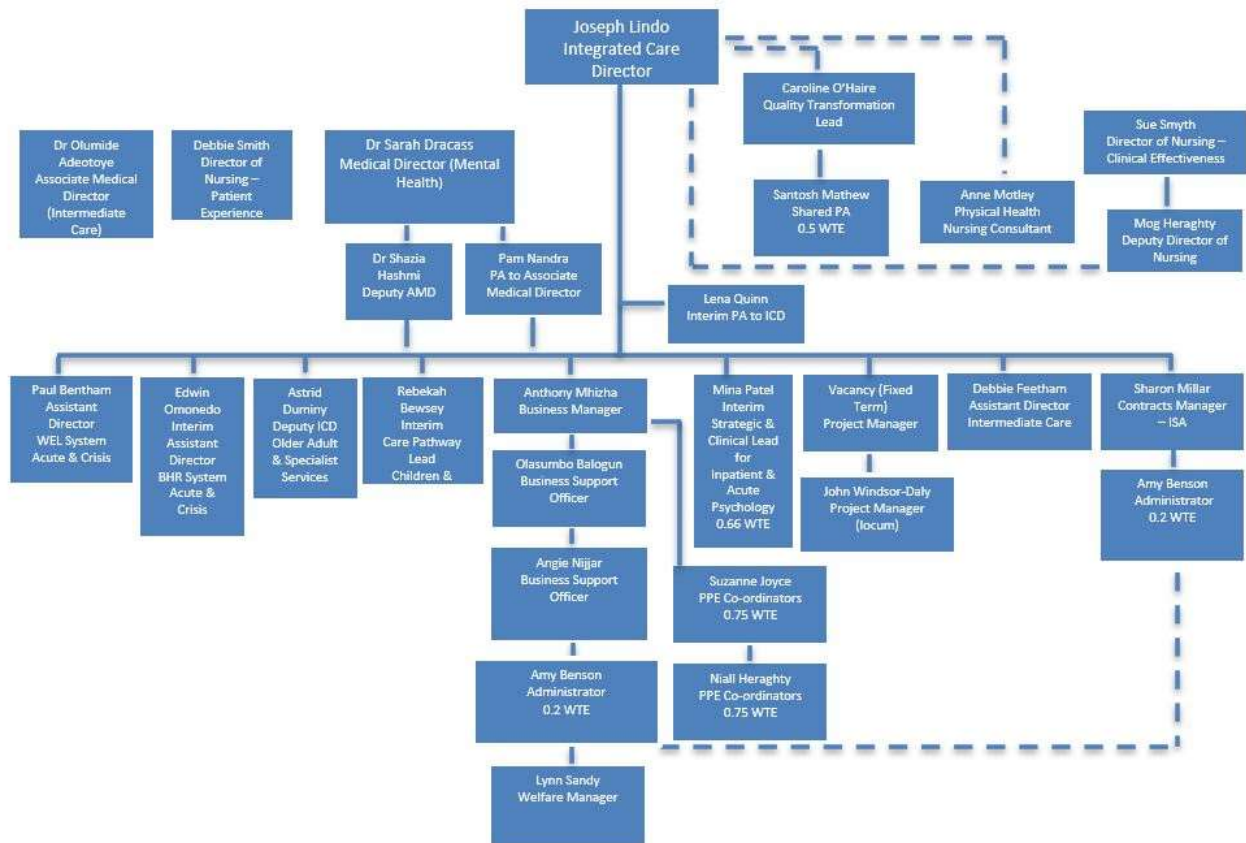 Joseph Lindo
Integrated Care
Director
Caroline O'Haire
Quality Transformation
Lead
Sue Smyth
Director of Nursing –
Clinical Effectiveness
Dr Olumide
Adeotoye
Associate Medical
Director
(Intermediate
Care)
Debbie Smith
Director of
Nursing –
Patient
Experience
Dr Sarah Dracass
Medical Director (Mental
Health)
Santosh Mathew
Shared PA
0.5 WTE
Anne Motley
Physical Health
Nursing Consultant
Mog Heraghty
Deputy Director of
Nursing
Dr Shazia
Hashmi
Deputy AMD
Pam Nandra
PA to Associate
Medical Director
Lena Quinn
Interim PA to ICD
Paul Bentham
Assistant
Director
WEL System
Acute & Crisis
Edwin
Omonedo
Interim
Assistant
Director
BHR System
Acute &
Crisis
Astrid
Duminy
Deputy ICD
Older Adult
& Specialist
Services
Rebekah
Bewsey
Interim
Care Pathway
Lead
Children &
Anthony Mhizha
Business Manager
Mina Patel
Interim
Strategic &
Clinical Lead
for
Inpatient &
Acute
Psychology
0.66 WTE
Vacancy (Fixed
Term)
Project Manager
Debbie Feetham
Assistant Director
Intermediate Care
Sharon Millar
Contracts Manager
– ISA
Olasumbo Balogun
Business Support
Officer
John Windsor-Daly
Project Manager
(locum)
Amy Benson
Administrator
0.2 WTE
Angie Nijjar
Business Support
Officer
Suzanne Joyce
PPE Co-ordinators
0.75 WTE
Amy Benson
Administrator
0.2 WTE
Niall Heraghty
PPE Co-ordinators
0.75 WTE
Lynn Sandy
Welfare Manager